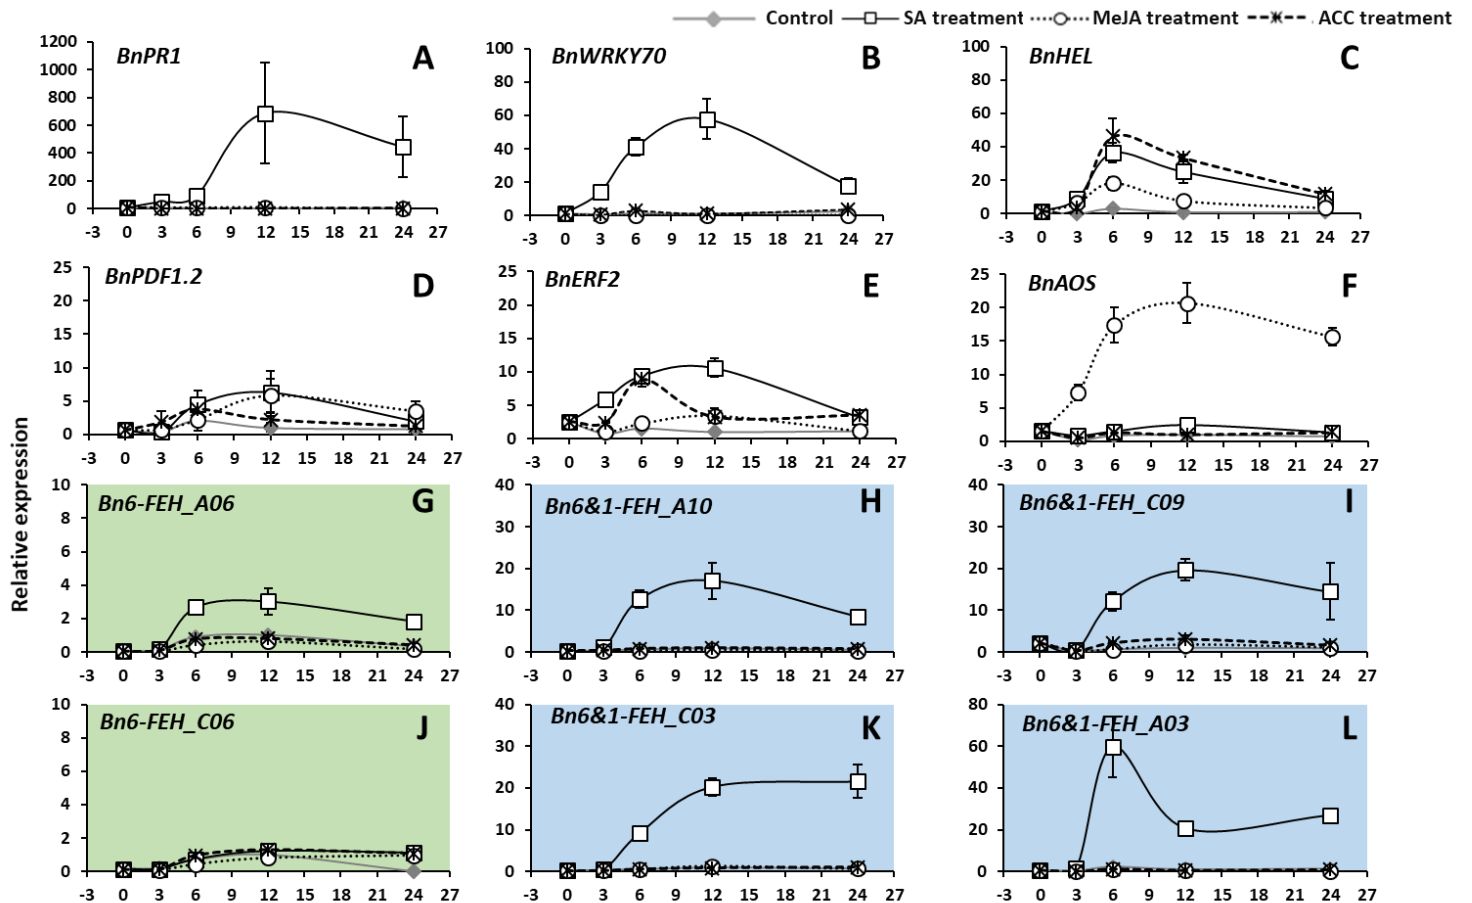 Control SA treatment MeJA treatment ACC treatment
BnPR1 A
1200
1000
800
600
400
200
0
-3 0 3 6 9 12 15 18 21 24 27
BnWRKY70 B
100
80
60
40
20
0
-3 0 3 6 9 12 15 18 21 24 27
BnHEL C
100
80
60
40
20
0
-3 0 3 6 9 12 15 18 21 24 27
BnPDF1.2 D
25
20
15
10
5
0
-3 0 3 6 9 12 15 18 21 24 27
BnERF2 E
25
20
15
10
5
0
-3 0 3 6 9 12 15 18 21 24 27
BnAOS F
25
20
15
10
5
0
-3 0 3 6 9 12 15 18 21 24 27
Relative expression
Bn6-FEH_A06 G
10
8
6
4
2
0
-3 0 3 6 9 12 15 18 21 24 27
Bn6&1-FEH_A10 H
40
30
20
10
0
-3 0 3 6 9 12 15 18 21 24 27
Bn6&1-FEH_C09 I
40
30
20
10
0
-3 0 3 6 9 12 15 18 21 24 27
Bn6-FEH_C06 J
10
8
6
4
2
0
-3 0 3 6 9 12 15 18 21 24 27
Bn6&1-FEH_C03 K
40
30
20
10
0
-3 0 3 6 9 12 15 18 21 24 27
Bn6&1-FEH_A03 L
80
60
40
20
0
-3 0 3 6 9 12 15 18 21 24 27